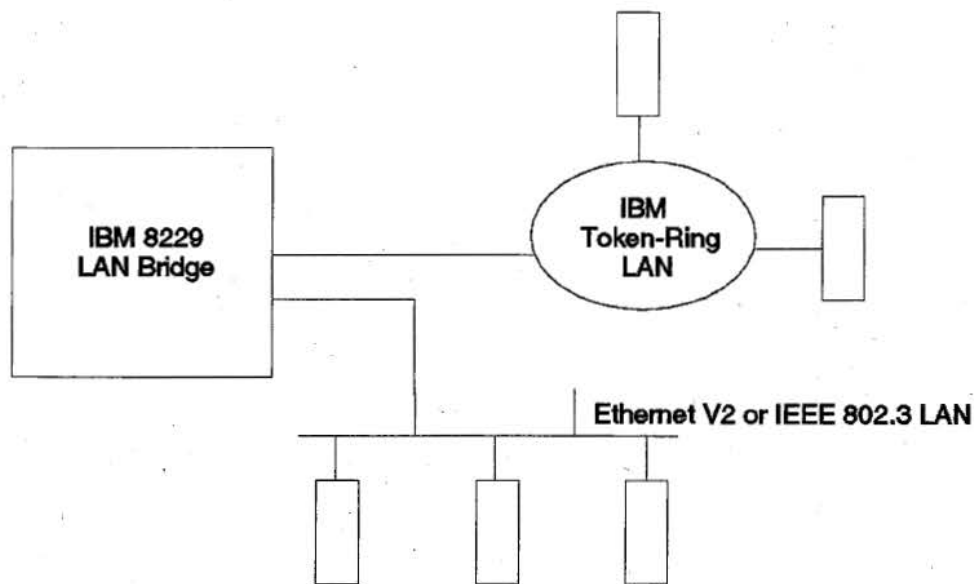 IBM 8229
LAN Bridge
IBM
Token-Ring
LAN
Ethernet V2 or IEEE 802.3 LAN